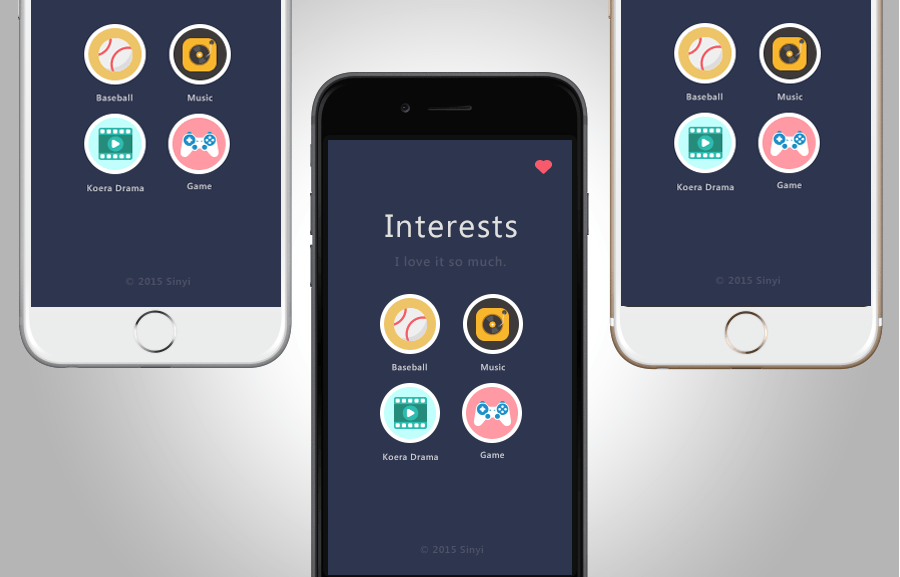 Baseball Music
Koera Drama Game
© 2015 Sinyi
Interests
I love it so much.
Baseball Music
Koera Drama Game
© 2015 Sinyi
Baseball Music
Koera Drama Game
© 2015 Sinyi